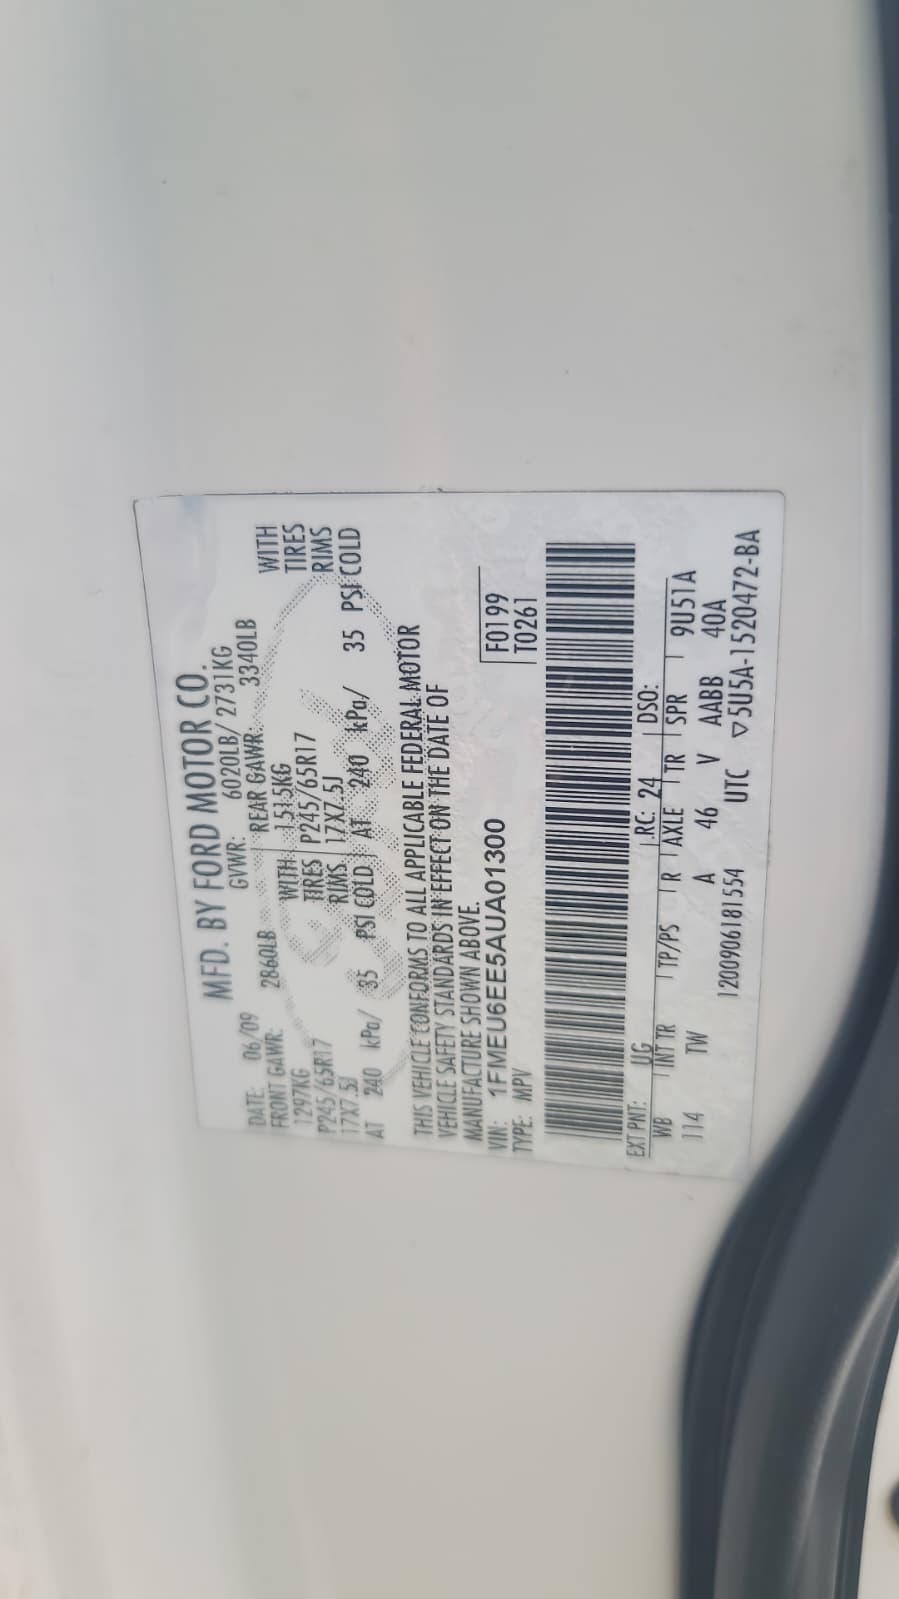 MFD. BY FORD MOTOR CO.
DATE: 06/09 GVWR: 6020LB/ 2731KG
FRONT GAWR: 2860LB REAR GAWR: 3340LB
1297KG WITH 1515KG WITH
P245/65R17 TIRES P245/65R17 TIRES
17X7.5J RIMS 17X7.5J RIMS
AT 240 kPa/ 35 PSI COLD AT 240 kPa/ 35 PSI COLD
THIS VEHICLE CONFORMS TO ALL APPLICABLE FEDERAL MOTOR
VEHICLE SAFETY STANDARDS IN EFFECT ON THE DATE OF
MANUFACTURE SHOWN ABOVE.
VIN: 1FMEU6EE5AUA01300 F0199
TYPE: MPV T0261
EXT PNT: UG RC: 24 DSO:
WB INT TR TP/PS R AXLE TR SPR 9U51A
114 TW A 46 V AABB 40A
1200906181554 UTC ▽5U5A-1520472-BA